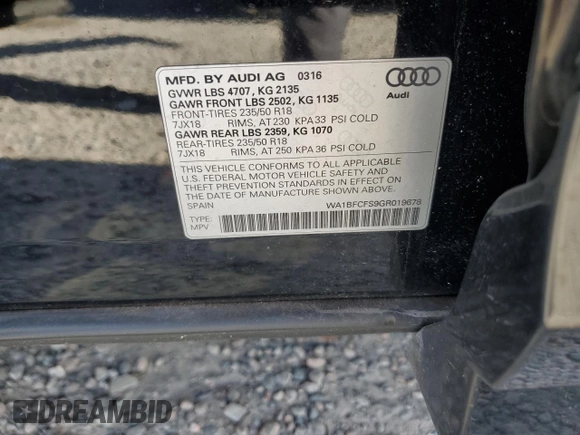 MFD. BY AUDI AG 0316
GVWR LBS 4707, KG 2135
GAWR FRONT LBS 2502, KG 1135
FRONT-TIRES 235/50 R18
7JX18 RIMS, AT 230 KPA 33 PSI COLD
GAWR REAR LBS 2359, KG 1070
REAR-TIRES 235/50 R18
7JX18 RIMS, AT 250 KPA 36 PSI COLD
THIS VEHICLE CONFORMS TO ALL APPLICABLE
U.S. FEDERAL MOTOR VEHICLE SAFETY AND
THEFT PREVENTION STANDARDS IN EFFECT ON
THE DATE OF MANUFACTURE SHOWN ABOVE.
SPAIN WA1BFCFS9GR019678
TYPE:
MPV
Audi
DREAMBID